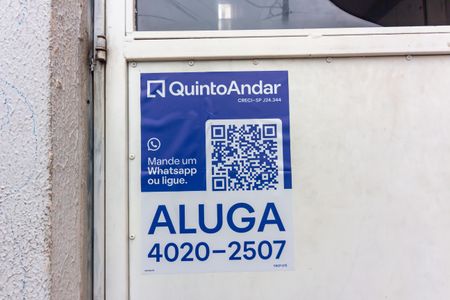 QuintoAndar
CRECI-SP J24.344
Mande um
Whatsapp
ou ligue.
ALUGA
4020-2507